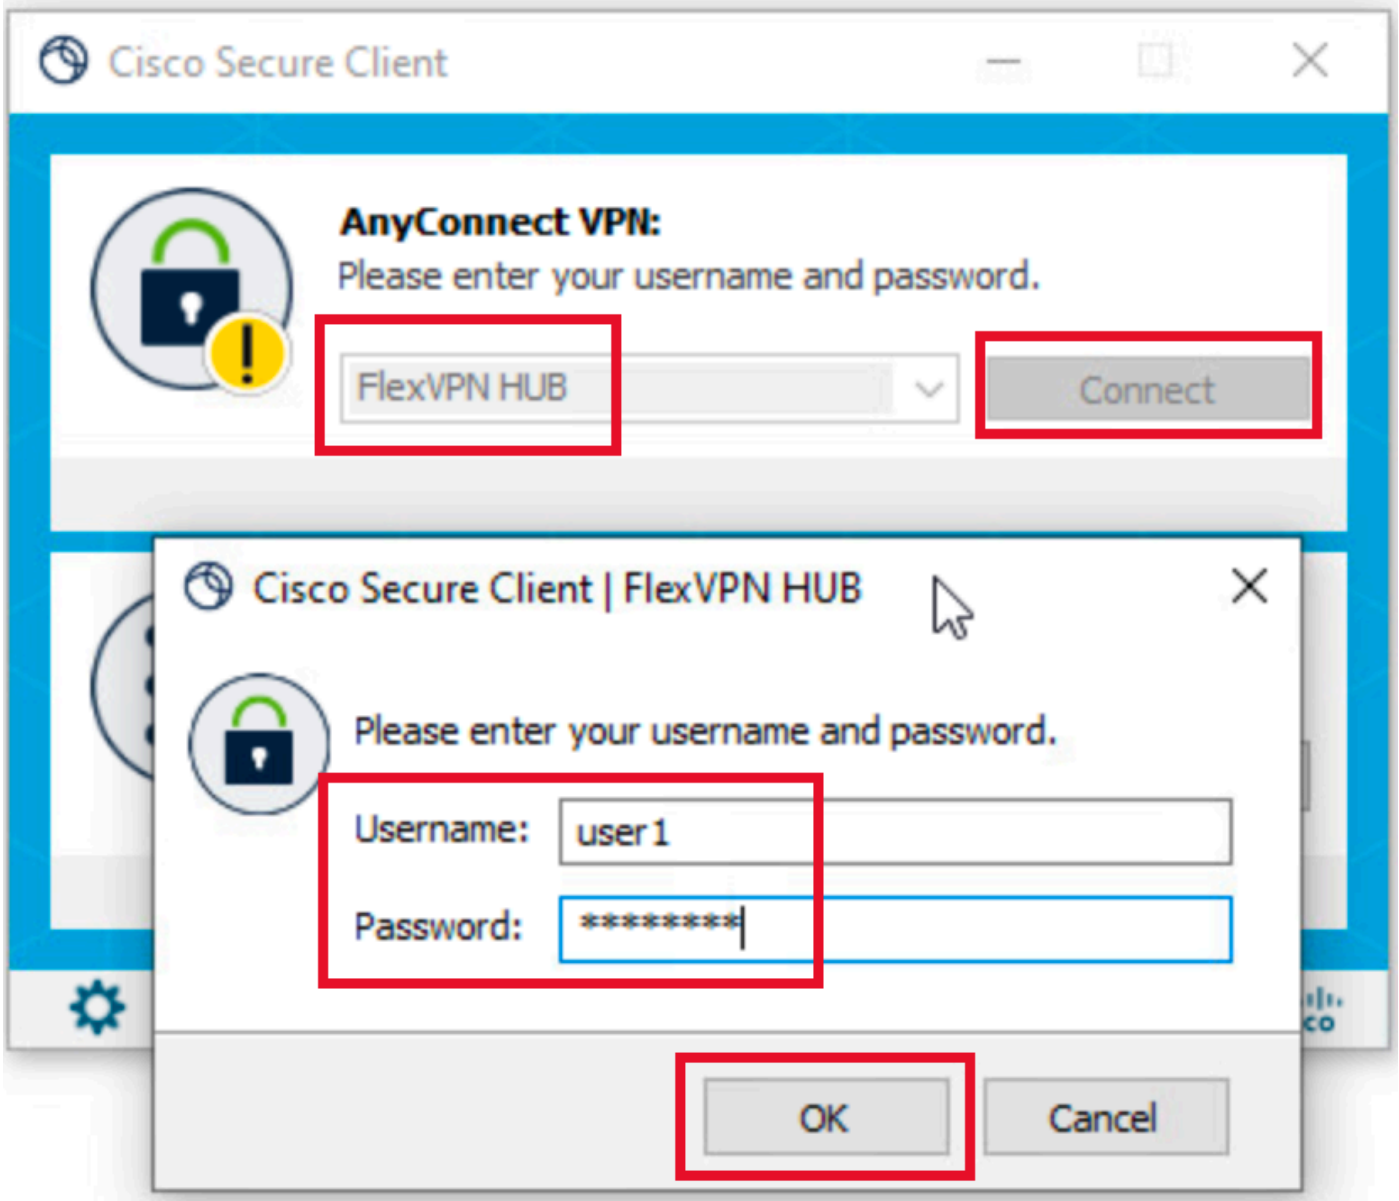 Cisco Secure Client
AnyConnect VPN:
Please enter your username and password.
FlexVPN HUB
Connect
Cisco Secure Client | FlexVPN HUB
Please enter your username and password.
Username: user1
Password: ********
OK Cancel
co